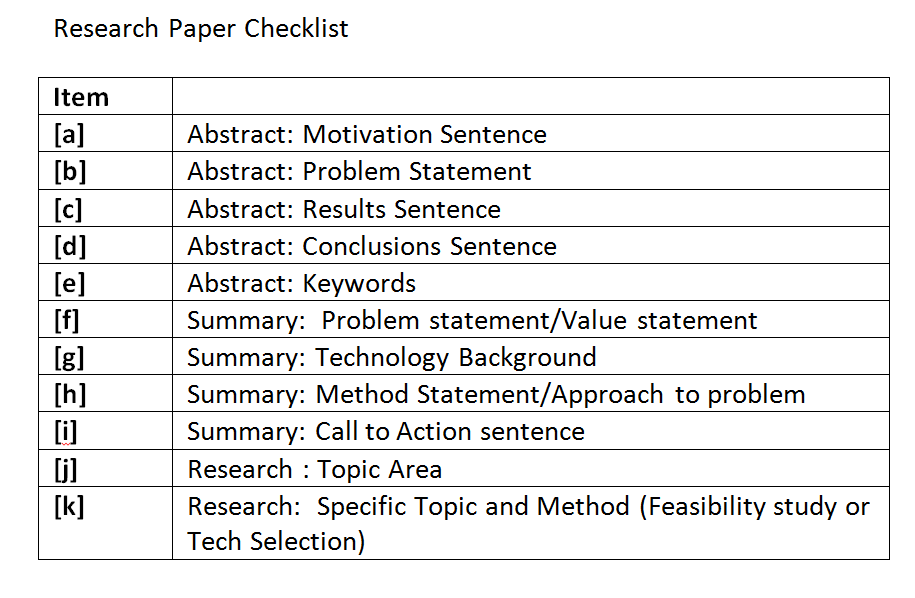 Research Paper Checklist
Item
[a] Abstract: Motivation Sentence
[b] Abstract: Problem Statement
[c] Abstract: Results Sentence
[d] Abstract: Conclusions Sentence
[e] Abstract: Keywords
[f] Summary:  Problem statement/Value statement
[g] Summary: Technology Background
[h] Summary: Method Statement/Approach to problem
[i] Summary: Call to Action sentence
[j] Research : Topic Area
[k] Research:  Specific Topic and Method (Feasibility study or
Tech Selection)